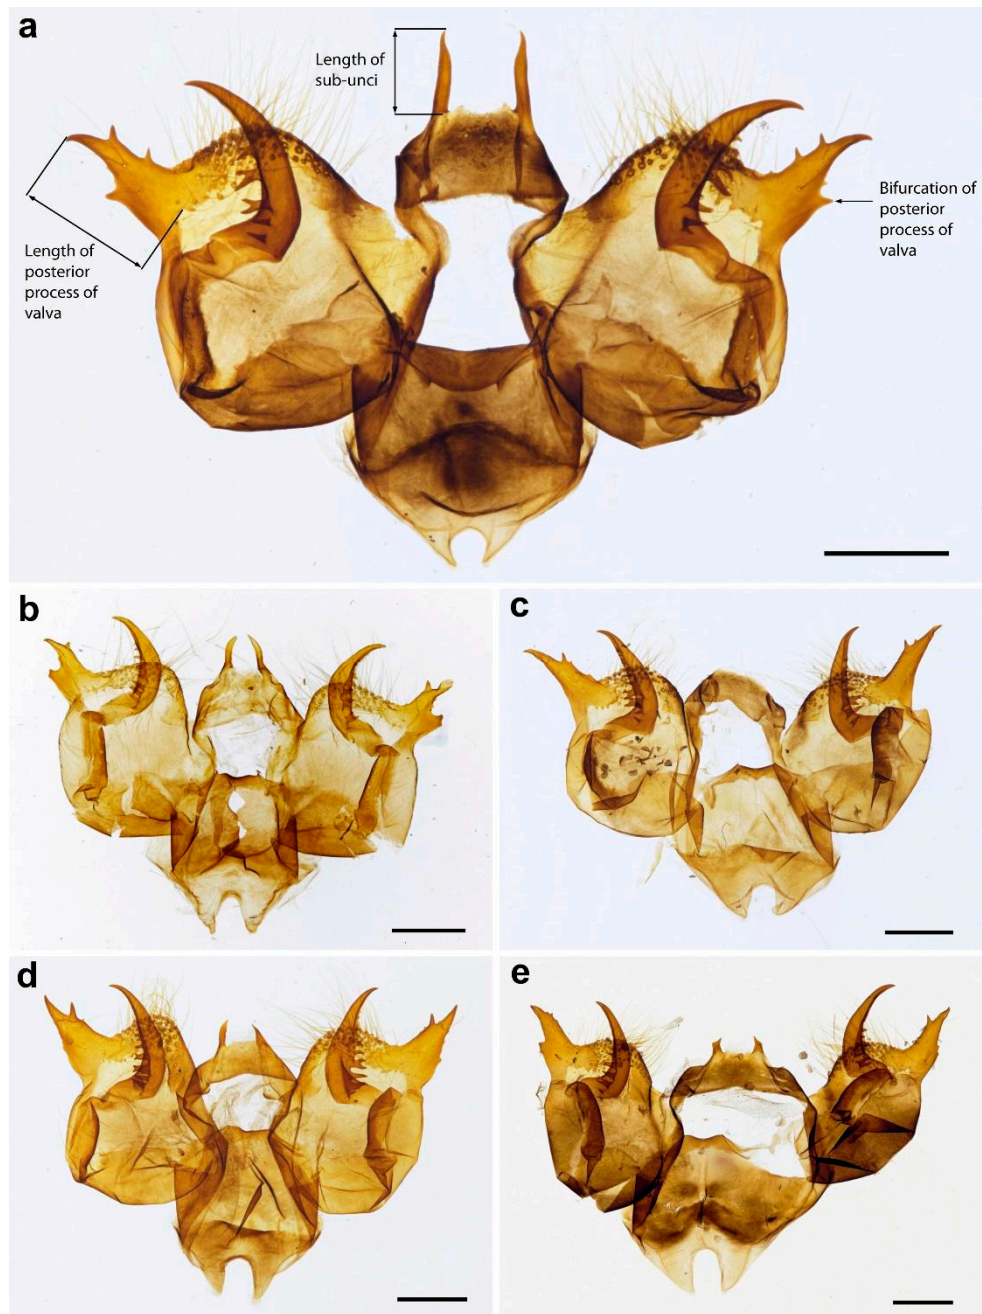 a
Length of
sub-unci
Bifurcation of
posterior
process of
valva
Length of
posterior
process of
valva
b
c
d
e